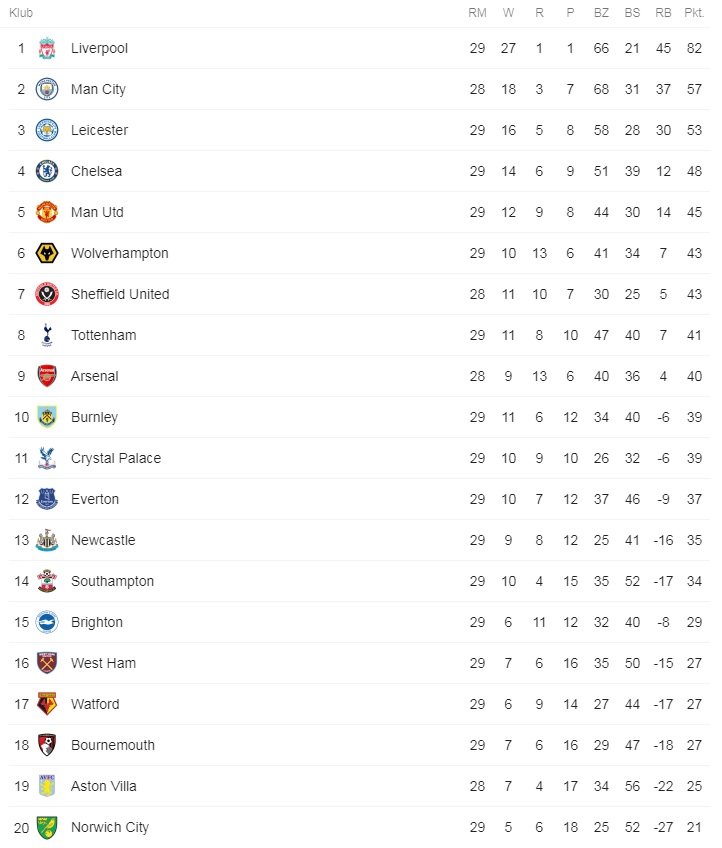 Klub RM W R P BZ BS RB Pkt.
1 Liverpool 29 27 1 1 66 21 45 82
2 Man City 28 18 3 7 68 31 37 57
3 Leicester 29 16 5 8 58 28 30 53
4 Chelsea 29 14 6 9 51 39 12 48
5 Man Utd 29 12 9 8 44 30 14 45
6 Wolverhampton 29 10 13 6 41 34 7 43
7 Sheffield United 28 11 10 7 30 25 5 43
8 Tottenham 29 11 8 10 47 40 7 41
9 Arsenal 28 9 13 6 40 36 4 40
10 Burnley 29 11 6 12 34 40 -6 39
11 Crystal Palace 29 10 9 10 26 32 -6 39
12 Everton 29 10 7 12 37 46 -9 37
13 Newcastle 29 9 8 12 25 41 -16 35
14 Southampton 29 10 4 15 35 52 -17 34
15 Brighton 29 6 11 12 32 40 -8 29
16 West Ham 29 7 6 16 35 50 -15 27
17 Watford 29 6 9 14 27 44 -17 27
18 Bournemouth 29 7 6 16 29 47 -18 27
19 Aston Villa 28 7 4 17 34 56 -22 25
20 Norwich City 29 5 6 18 25 52 -27 21